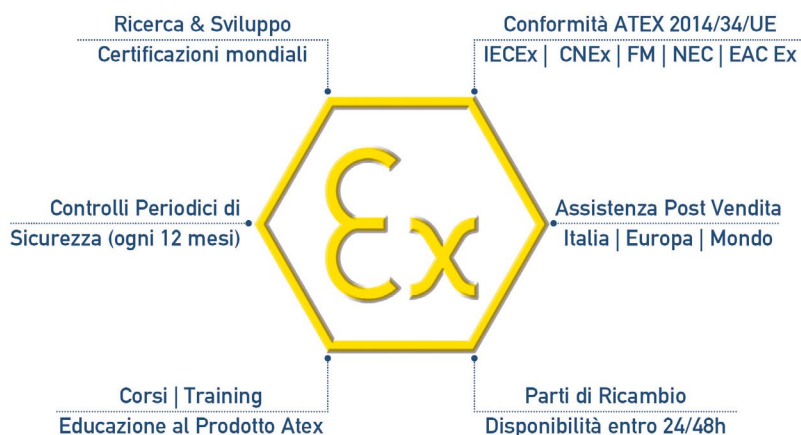 Ricerca & Sviluppo
Certificazioni mondiali
Conformità ATEX 2014/34/UE
IECEx | CNEx | FM | NEC | EAC Ex
Controlli Periodici di
Sicurezza (ogni 12 mesi)
Ex
Assistenza Post Vendita
Italia | Europa | Mondo
Corsi | Training
Educazione al Prodotto Atex
Parti di Ricambio
Disponibilità entro 24/48h